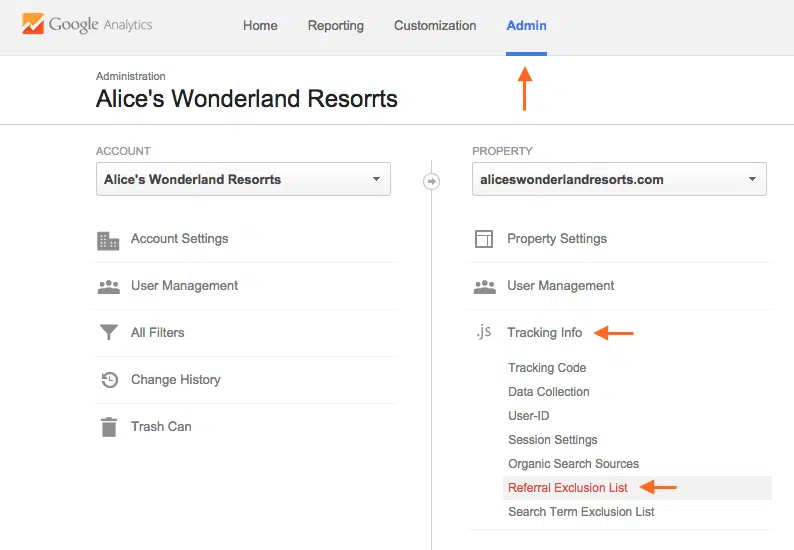 Google Analytics
Home Reporting Customization Admin
Administration
Alice's Wonderland Resorrts
ACCOUNT
Alice's Wonderland Resorrts
Account Settings
User Management
All Filters
Change History
Trash Can
PROPERTY
aliceswonderlandresorts.com
Property Settings
User Management
.js Tracking Info
Tracking Code
Data Collection
User-ID
Session Settings
Organic Search Sources
Referral Exclusion List
Search Term Exclusion List